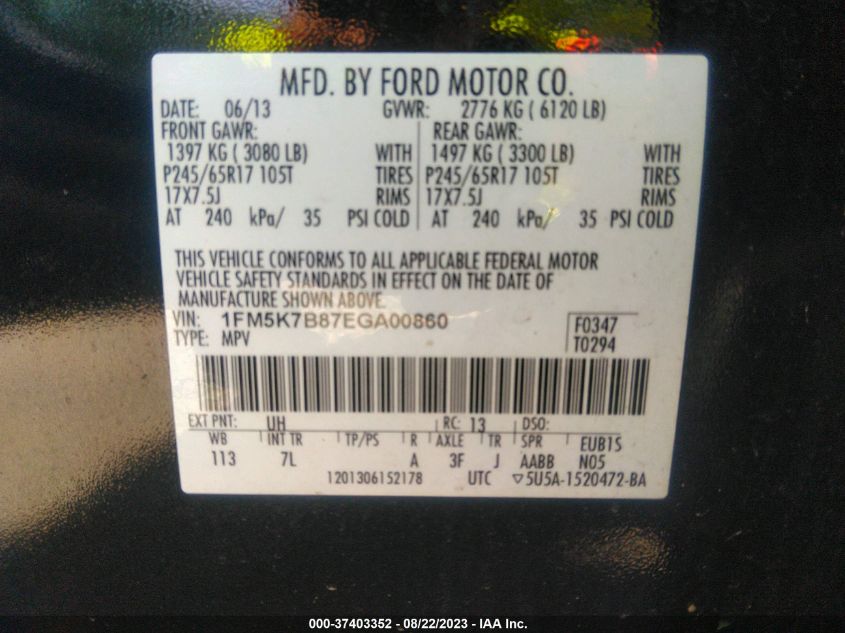 MFD. BY FORD MOTOR CO.
DATE: 06/13 GVWR: 2776 KG ( 6120 LB)
FRONT GAWR: REAR GAWR:
1397 KG ( 3080 LB) WITH 1497 KG ( 3300 LB) WITH
P245/65R17 105T TIRES P245/65R17 105T TIRES
17X7.5J RIMS 17X7.5J RIMS
AT 240 kPa/ 35 PSI COLD AT 240 kPa/ 35 PSI COLD
THIS VEHICLE CONFORMS TO ALL APPLICABLE FEDERAL MOTOR
VEHICLE SAFETY STANDARDS IN EFFECT ON THE DATE OF
MANUFACTURE SHOWN ABOVE.
VIN: 1FM5K7B87EGA00860 F0347
TYPE: MPV T0294
EXT PNT: UH RC: 13 DSO:
WB INT TR TP/PS R AXLE TR SPR EUB1S
113 7L A 3F J AABB N05
1201306152178 UTC ▽5U5A-1520472-BA
000-37403352 - 08/22/2023 - IAA Inc.